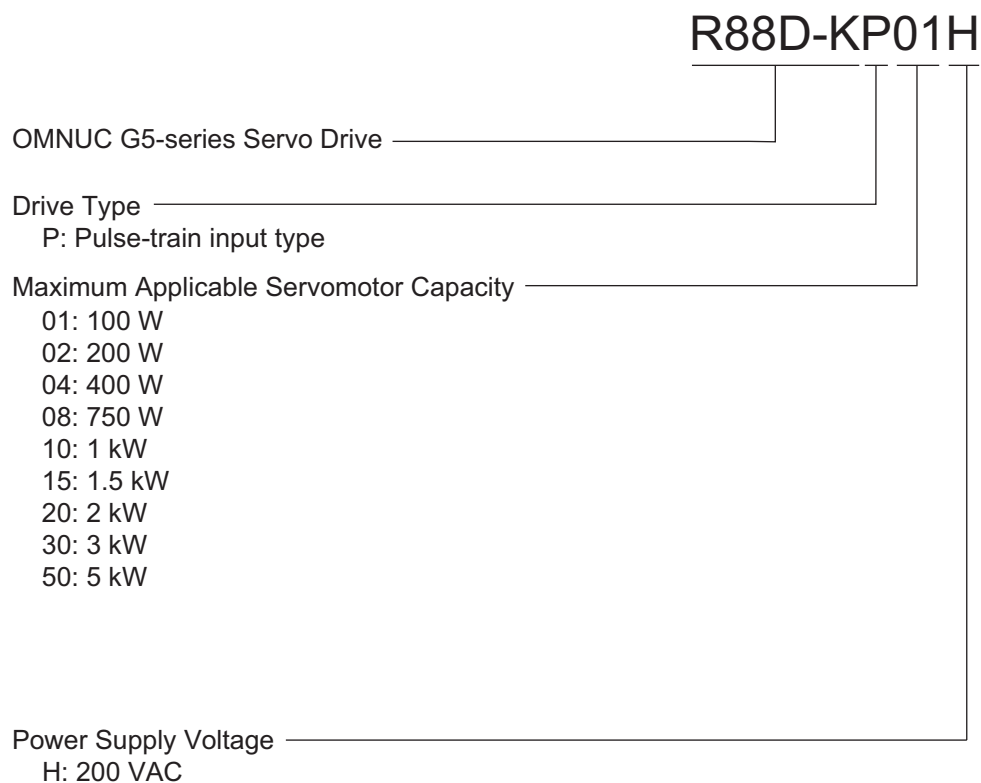 R88D-KP01H
OMNUC G5-series Servo Drive
Drive Type
P: Pulse-train input type
Maximum Applicable Servomotor Capacity
01: 100 W
02: 200 W
04: 400 W
08: 750 W
10: 1 kW
15: 1.5 kW
20: 2 kW
30: 3 kW
50: 5 kW
Power Supply Voltage
H: 200 VAC